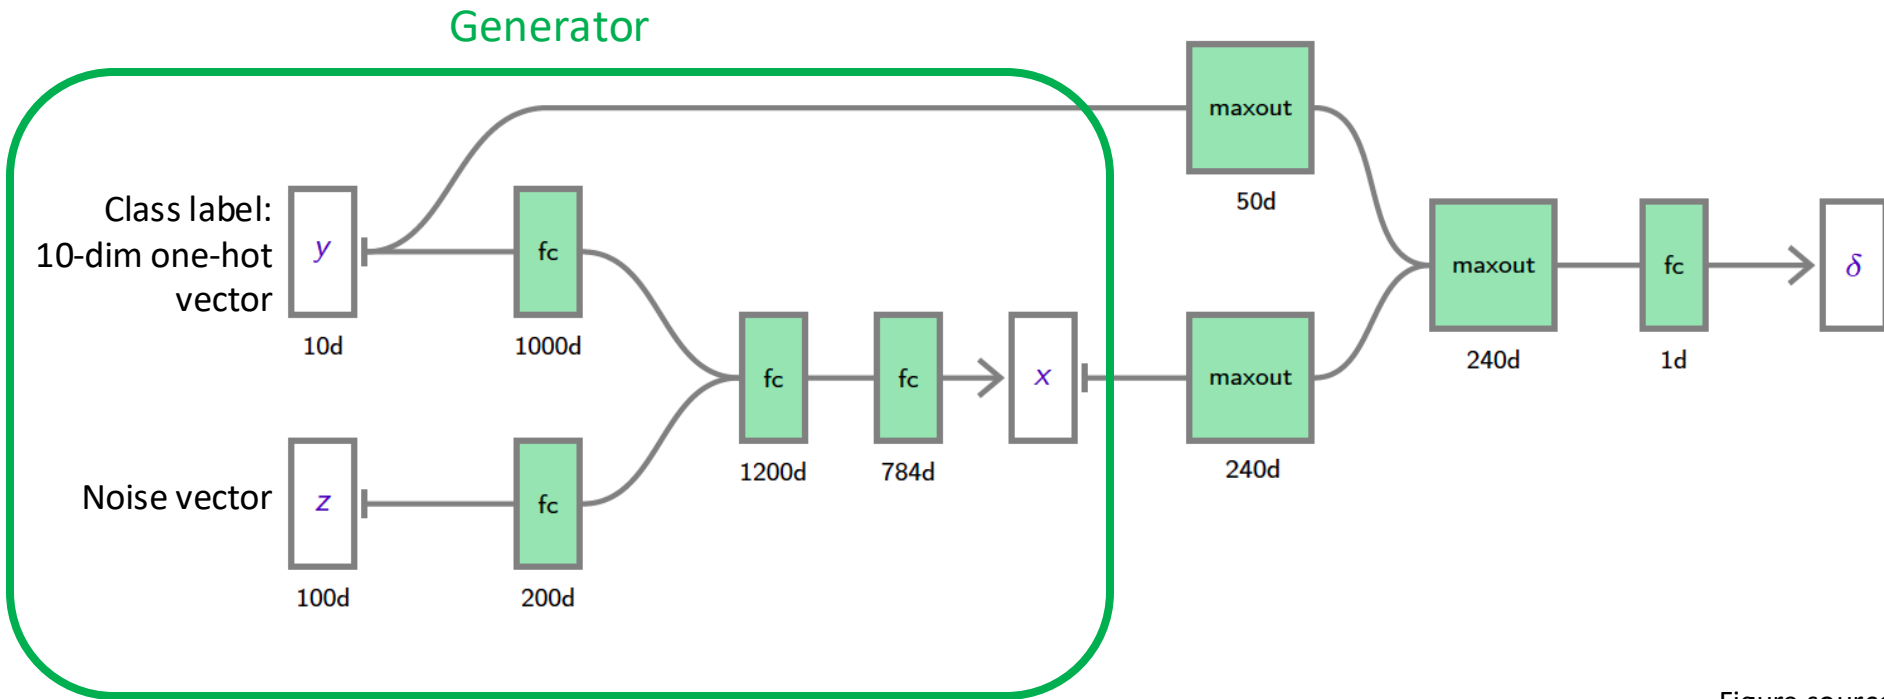 Generator
maxout
50d
Class label:
10-dim one-hot
vector
y
10d
fc
1000d
maxout
240d
fc
1d
δ
fc
1200d
fc
784d
x
maxout
240d
Noise vector
z
100d
fc
200d
Figure